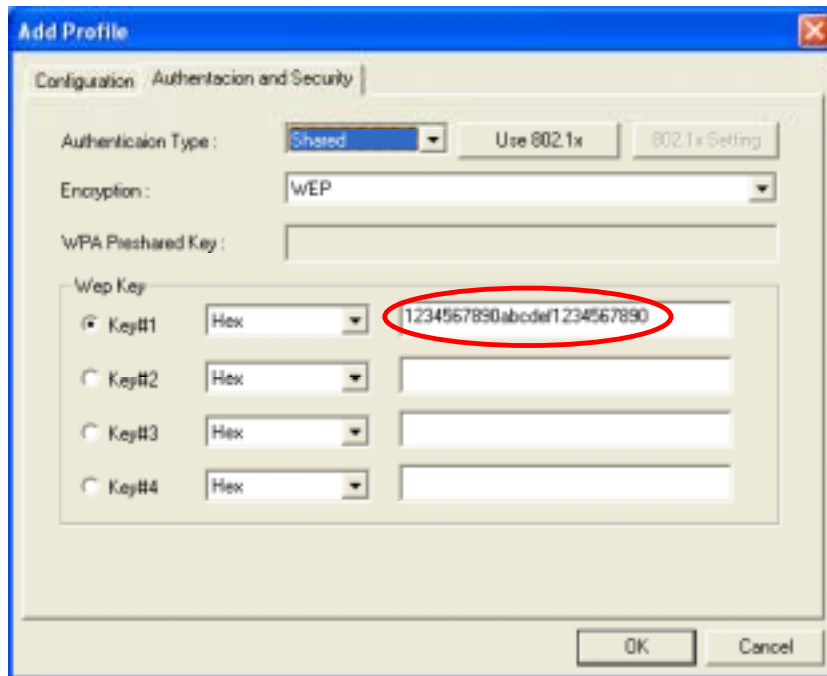 Add Profile
Configuration Authentacion and Security
Authenticaion Type : Shared Use 802.1x 802.1x Setting
Encryption : WEP
WPA Preshared Key :
Wep Key
Key#1 Hex 1234567890abcdef1234567890
Key#2 Hex
Key#3 Hex
Key#4 Hex
OK Cancel